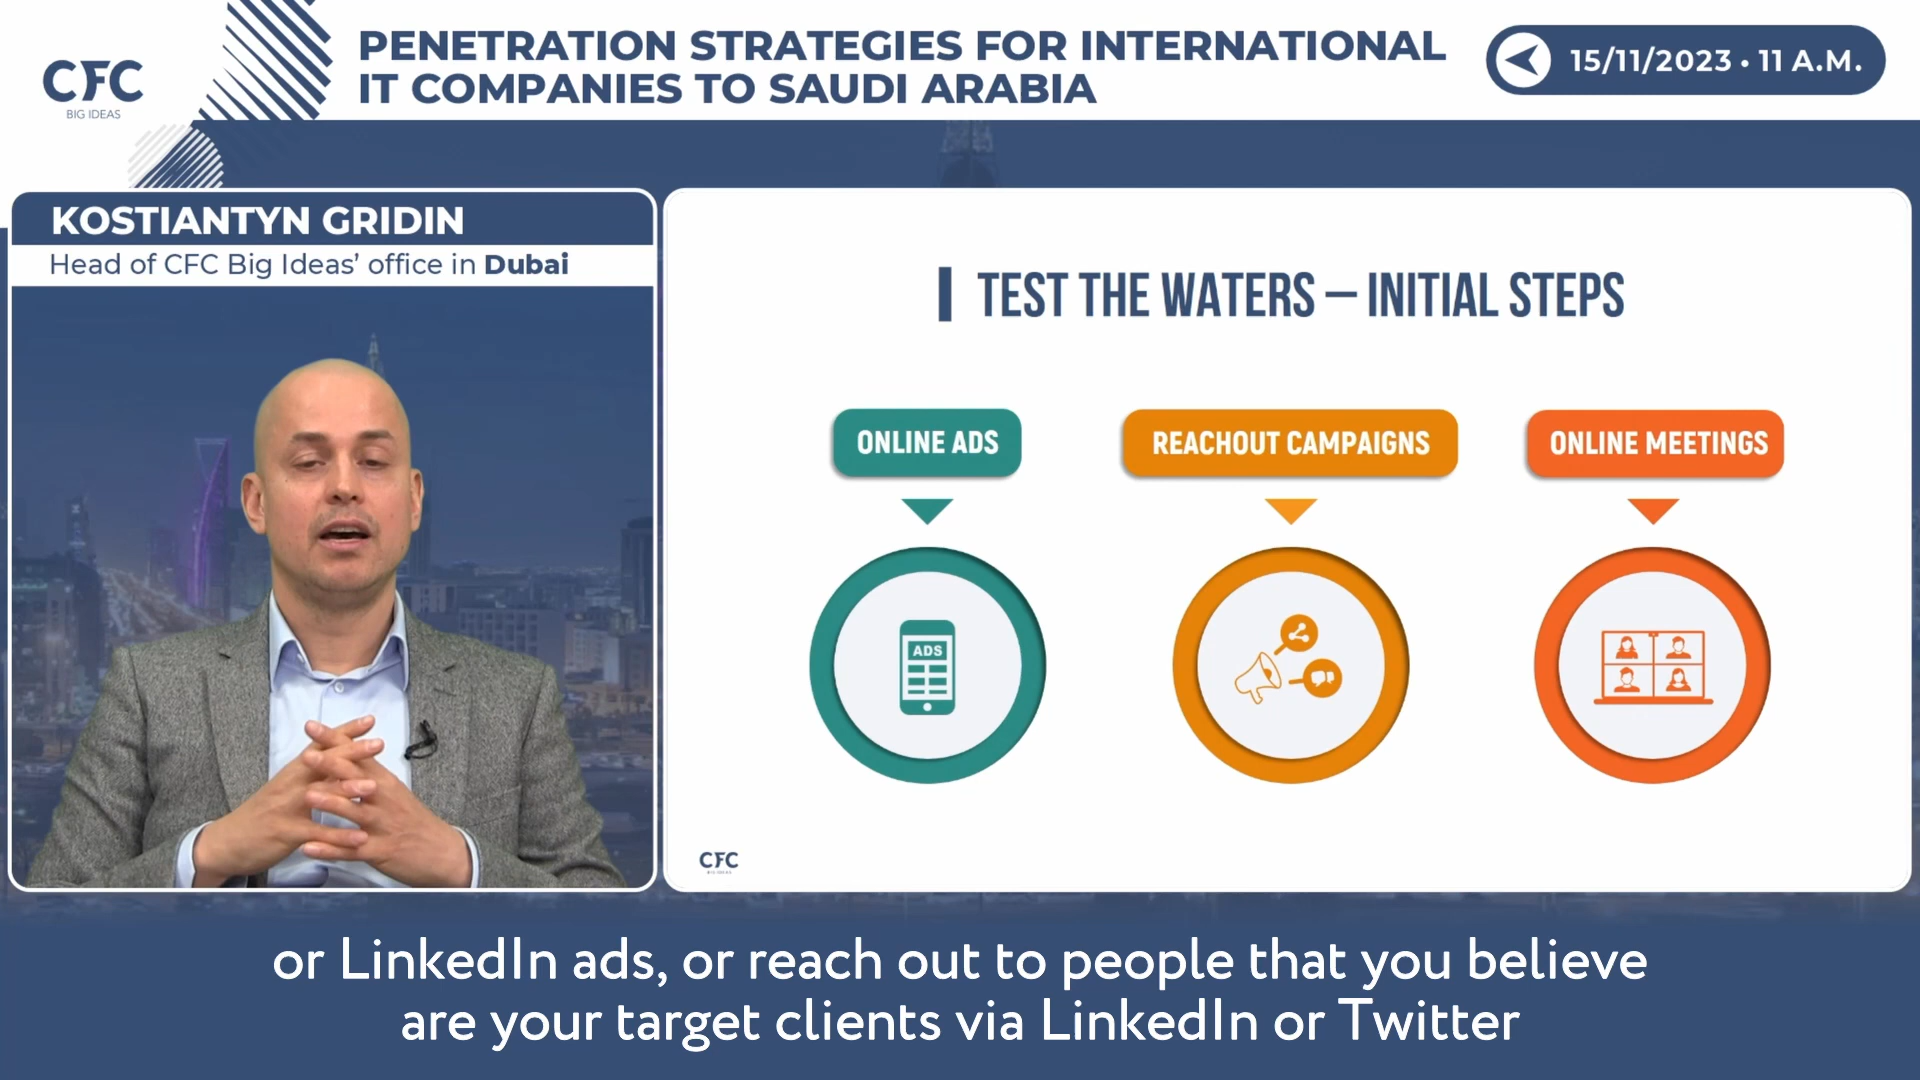 CFC
BIG IDEAS
PENETRATION STRATEGIES FOR INTERNATIONAL
IT COMPANIES TO SAUDI ARABIA
15/11/2023 • 11 A.M.
KOSTIANTYN GRIDIN
Head of CFC Big Ideas’ office in Dubai
TEST THE WATERS – INITIAL STEPS
ONLINE ADS
REACHOUT CAMPAIGNS
ONLINE MEETINGS
ADS
CFC
BIG IDEAS
or LinkedIn ads, or reach out to people that you believe
are your target clients via LinkedIn or Twitter